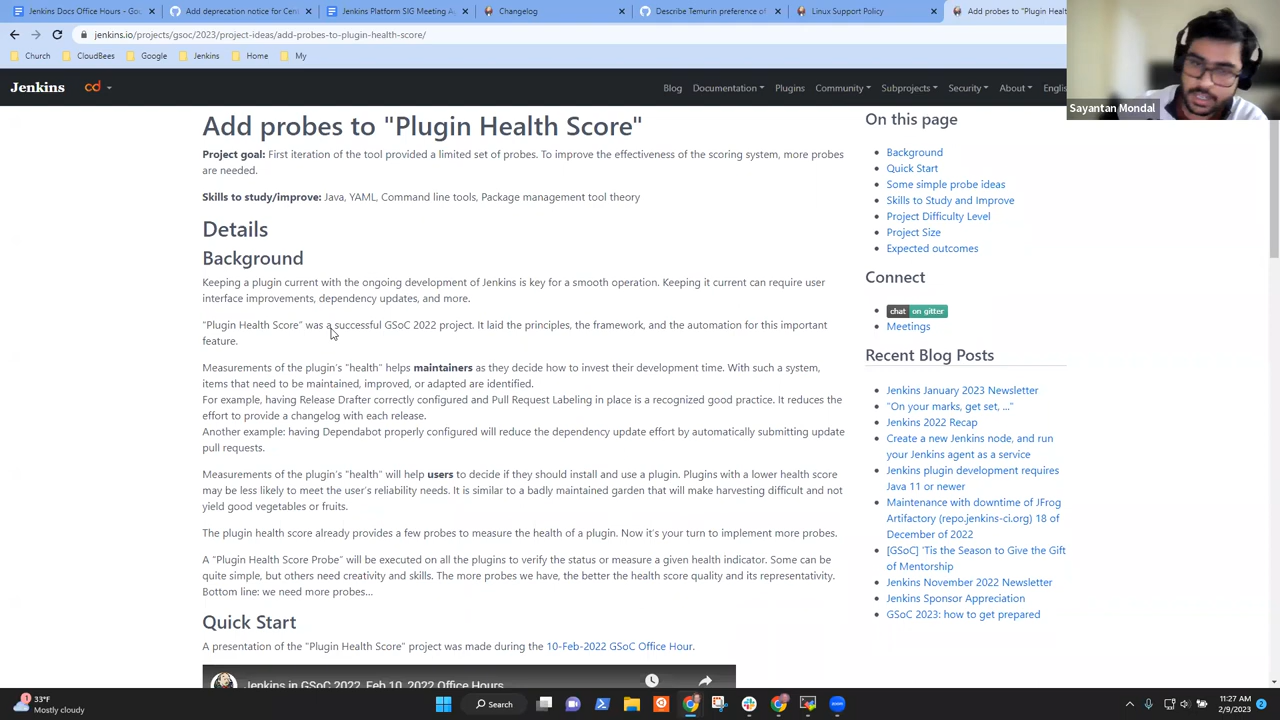 Jenkins Docs Office Hours - Gou
Jenkins Platform SIG Meeting A
Changelog
Describe Temurin preference of
Linux Support Policy
Add probes to "Plugin Health
jenkins.io/projects/gsoc/2023/project-ideas/add-probes-to-plugin-health-score/
Church
CloudBees
Google
Jenkins
Home
My
Sayantan Mondal
Jenkins
cd
Blog Documentation Plugins Community Subprojects Security About Englis
Add probes to "Plugin Health Score"
Project goal: First iteration of the tool provided a limited set of probes. To improve the effectiveness of the scoring system, more probes
are needed.
Skills to study/improve: Java, YAML, Command line tools, Package management tool theory
Details
Background
Keeping a plugin current with the ongoing development of Jenkins is key for a smooth operation. Keeping it current can require user
interface improvements, dependency updates, and more.
"Plugin Health Score" was a successful GSoC 2022 project. It laid the principles, the framework, and the automation for this important
feature.
Measurements of the plugin's "health" helps maintainers as they decide how to invest their development time. With such a system,
items that need to be maintained, improved, or adapted are identified.
For example, having Release Drafter correctly configured and Pull Request Labeling in place is a recognized good practice. It reduces the
effort to provide a changelog with each release.
Another example: having Dependabot properly configured will reduce the dependency update effort by automatically submitting update
pull requests.
Measurements of the plugin's "health" will help users to decide if they should install and use a plugin. Plugins with a lower health score
may be less likely to meet the user's reliability needs. It is similar to a badly maintained garden that will make harvesting difficult and not
yield good vegetables or fruits.
The plugin health score already provides a few probes to measure the health of a plugin. Now it's your turn to implement more probes.
A "Plugin Health Score Probe" will be executed on all the plugins to verify the status or measure a given health indicator. Some can be
quite simple, but others need creativity and skills. The more probes we have, the better the health score quality and its representativity.
Bottom line: we need more probes...
Quick Start
A presentation of the "Plugin Health Score" project was made during the 10-Feb-2022 GSoC Office Hour.
Jenkins in GSoC 2022, Feb 10, 2022 Office Hours
On this page
Background
Quick Start
Some simple probe ideas
Skills to Study and Improve
Project Difficulty Level
Project Size
Expected outcomes
Connect
chat on gitter
Meetings
Recent Blog Posts
Jenkins January 2023 Newsletter
"On your marks, get set, ..."
Jenkins 2022 Recap
Create a new Jenkins node, and run
your Jenkins agent as a service
Jenkins plugin development requires
Java 11 or newer
Maintenance with downtime of JFrog
Artifactory (repo.jenkins-ci.org) 18 of
December of 2022
[GSoC] 'Tis the Season to Give the Gift
of Mentorship
Jenkins November 2022 Newsletter
Jenkins Sponsor Appreciation
GSoC 2023: how to get prepared
33°F
Mostly cloudy
Search
11:27 AM
2/9/2023
2